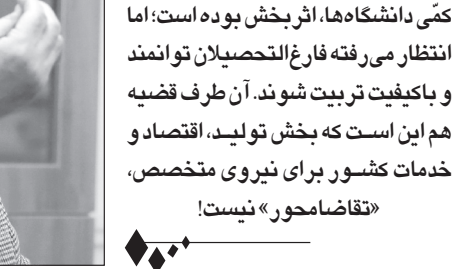 کمّی دانشگاه‌ها، اثربخش بوده است؛ اما
انتظار می‌رفته فارغ‌التحصیلان توانمند
و باکیفیت تربیت شوند. آن طرف قضیه
هم این است که بخش تولید، اقتصاد و
خدمات کشور برای نیروی متخصص،
«تقاضامحور» نیست!